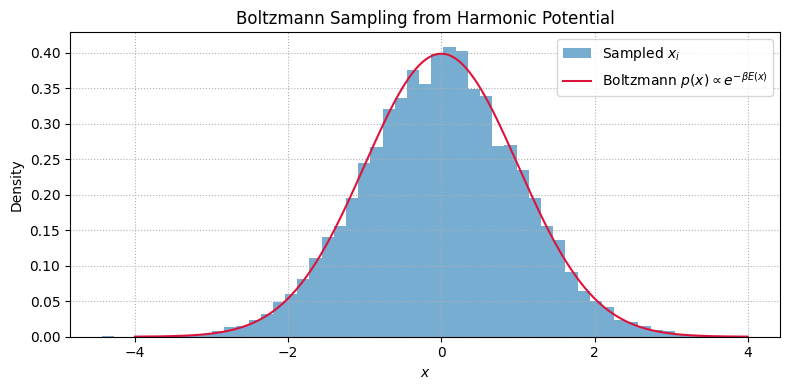 Boltzmann Sampling from Harmonic Potential
Sampled $x_i$
Boltzmann $p(x) \propto e^{-\beta E(x)}$
Density
0.40
0.35
0.30
0.25
0.20
0.15
0.10
0.05
0.00
−4
−2
0
2
4
x